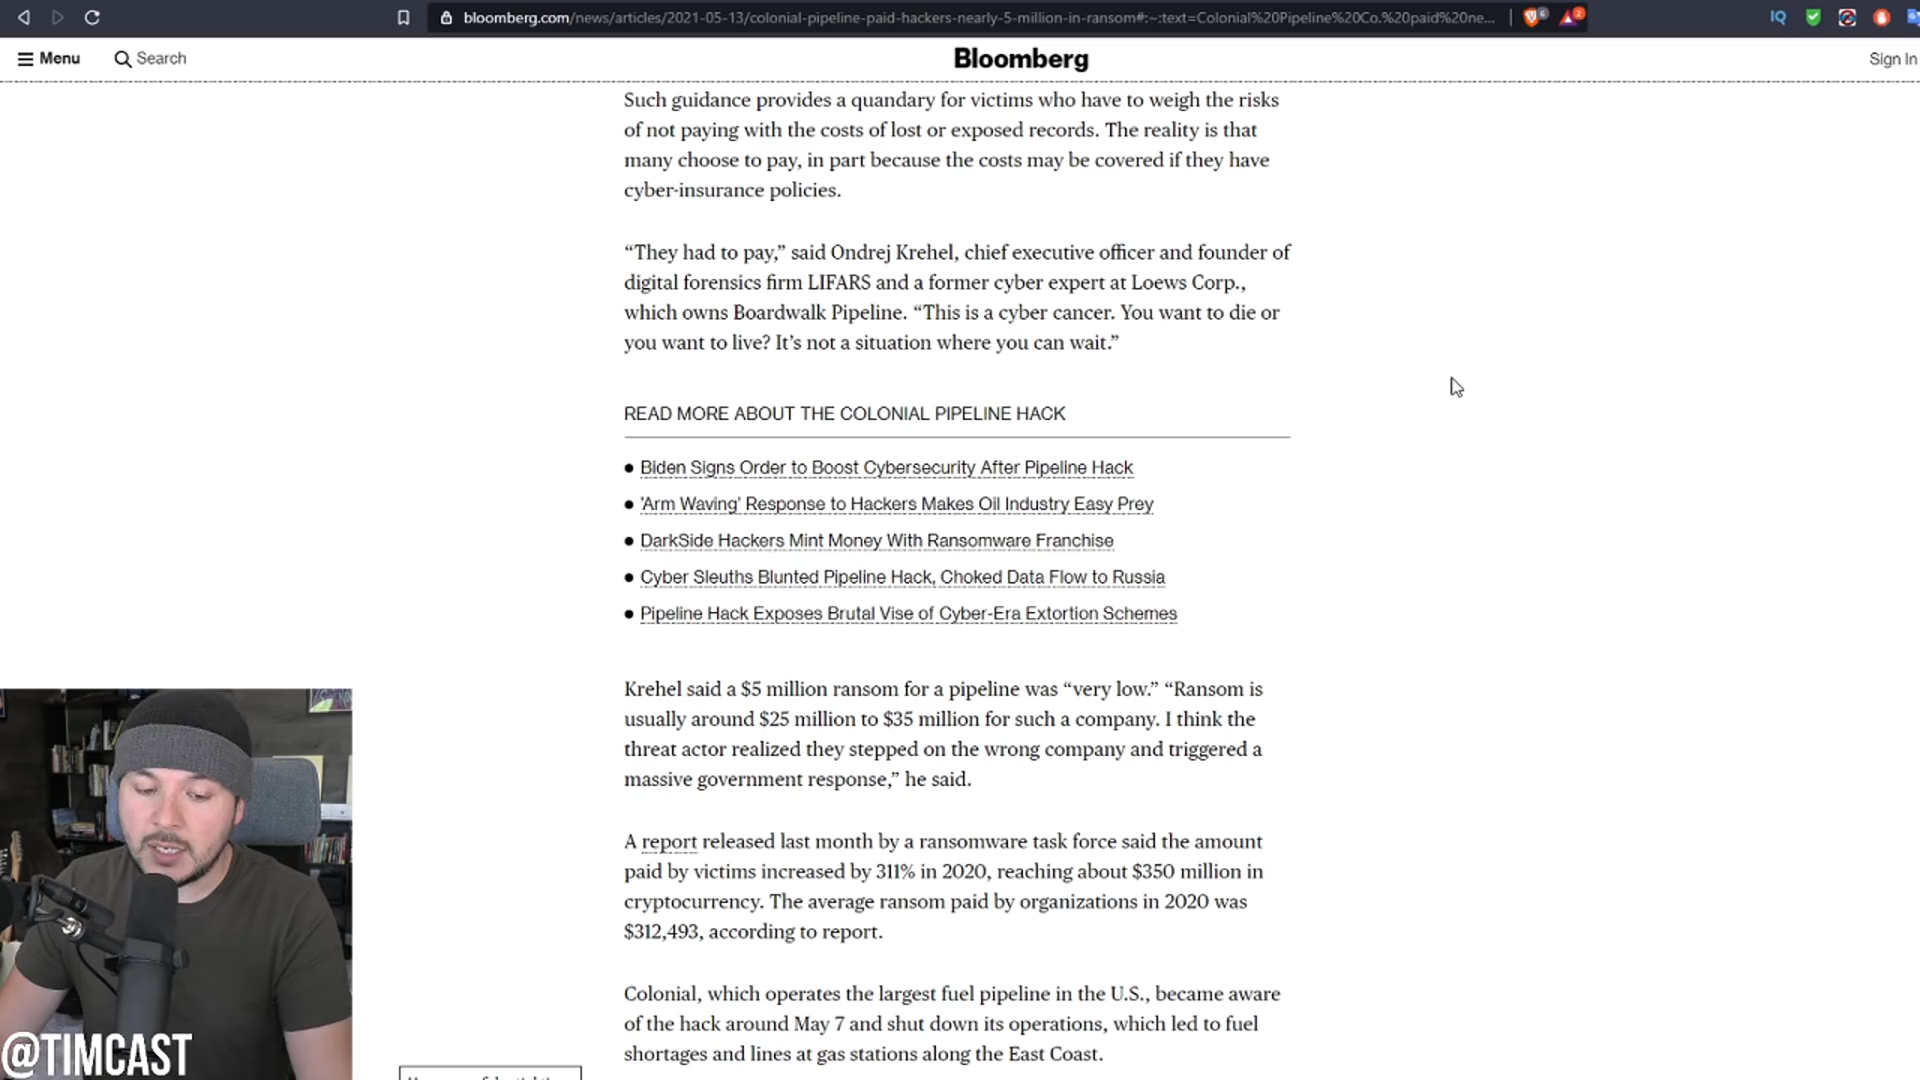 bloomberg.com/news/articles/2021-05-13/colonial-pipeline-paid-hackers-nearly-5-million-in-ransom#:~:text=Colonial%20Pipeline%20Co.%20paid%20ne...
Menu
Search
Bloomberg
Sign In
Such guidance provides a quandary for victims who have to weigh the risks
of not paying with the costs of lost or exposed records. The reality is that
many choose to pay, in part because the costs may be covered if they have
cyber-insurance policies.
“They had to pay,” said Ondrej Krehel, chief executive officer and founder of
digital forensics firm LIFARS and a former cyber expert at Loews Corp.,
which owns Boardwalk Pipeline. “This is a cyber cancer. You want to die or
you want to live? It’s not a situation where you can wait.”
READ MORE ABOUT THE COLONIAL PIPELINE HACK
Biden Signs Order to Boost Cybersecurity After Pipeline Hack
‘Arm Waving’ Response to Hackers Makes Oil Industry Easy Prey
DarkSide Hackers Mint Money With Ransomware Franchise
Cyber Sleuths Blunted Pipeline Hack, Choked Data Flow to Russia
Pipeline Hack Exposes Brutal Vise of Cyber-Era Extortion Schemes
Krehel said a $5 million ransom for a pipeline was “very low.” “Ransom is
usually around $25 million to $35 million for such a company. I think the
threat actor realized they stepped on the wrong company and triggered a
massive government response,” he said.
A report released last month by a ransomware task force said the amount
paid by victims increased by 311% in 2020, reaching about $350 million in
cryptocurrency. The average ransom paid by organizations in 2020 was
$312,493, according to report.
Colonial, which operates the largest fuel pipeline in the U.S., became aware
of the hack around May 7 and shut down its operations, which led to fuel
shortages and lines at gas stations along the East Coast.
@TIMCAST